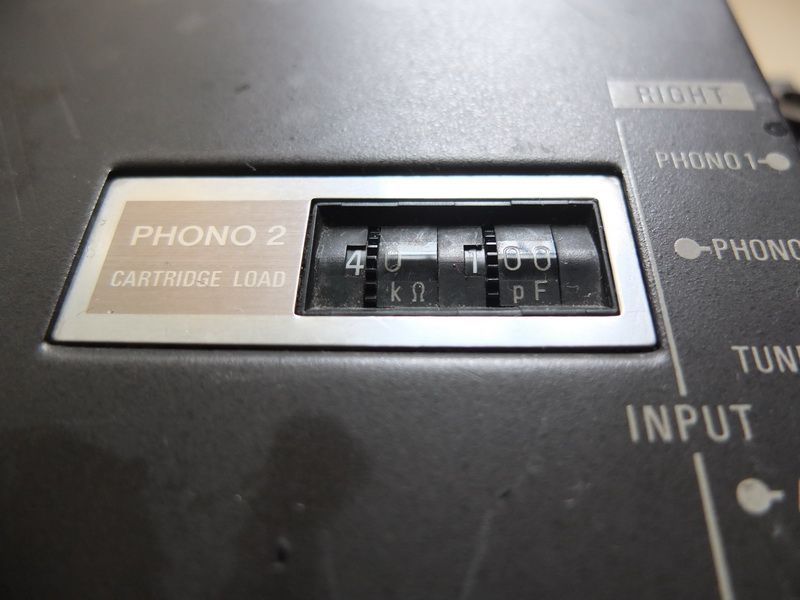 RIGHT
PHONO 1
PHONO 2
CARTRIDGE LOAD
40 100
kΩ pF
PHONO
TUN
INPUT